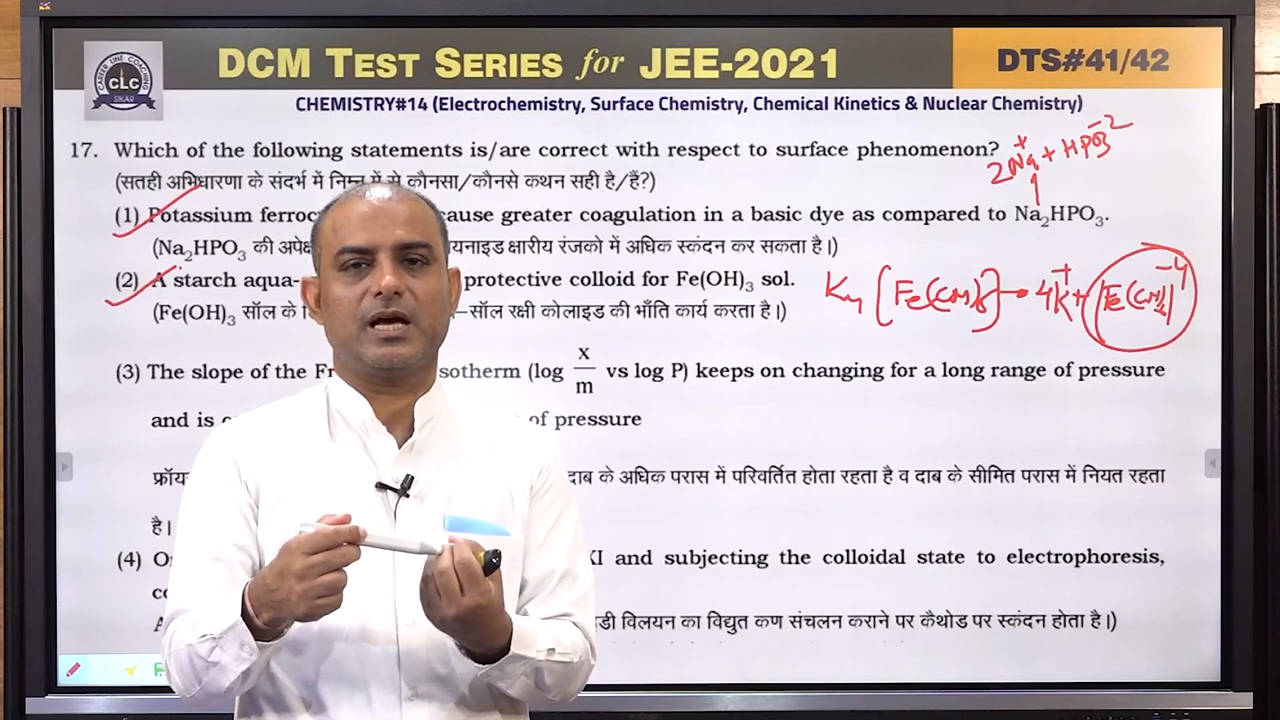 DCM TEST SERIES for JEE-2021
DTS#41/42
CAREER LINE COACHING
CLC
SIKAR
CHEMISTRY#14 (Electrochemistry, Surface Chemistry, Chemical Kinetics & Nuclear Chemistry)
17. Which of the following statements is/are correct with respect to surface phenomenon?
2Na⁺ + HPO₃⁻²
(सतही अभिधारणा के संदर्भ में निम्न में से कौनसा/कौनसे कथन सही है/हैं?)
(1) Potassium ferroc cause greater coagulation in a basic dye as compared to Na₂HPO₃.
(Na₂HPO₃ की अपेक्ष यनाइड क्षारीय रंजको में अधिक स्कंदन कर सकता है।)
(2) A starch aqua- protective colloid for Fe(OH)₃ sol.
K₄[Fe(CN)₆] → 4K⁺ + [Fe(CN)₆]⁻⁴
(Fe(OH)₃ सॉल के –सॉल रक्षी कोलाइड की भाँति कार्य करता है।)
(3) The slope of the Fr sotherm (log x/m vs log P) keeps on changing for a long range of pressure
and is of pressure
फ्रॉय दाब के अधिक परास में परिवर्तित होता रहता है व दाब के सीमित परास में नियत रहता
है।
(4) KI and subjecting the colloidal state to electrophoresis,
डी विलयन का विद्युत कण संचलन कराने पर कैथोड पर स्कंदन होता है।)